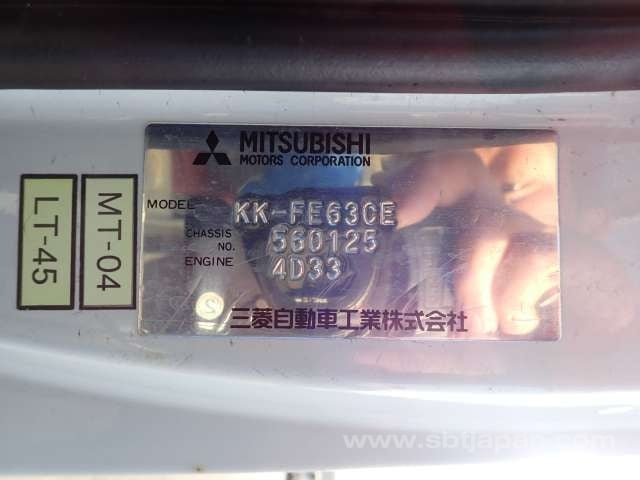 MITSUBISHI
MOTORS CORPORATION
MODEL KK-FE63CE
CHASSIS NO. 560125
ENGINE 4D33
三菱自動車工業株式会社
MT-04
LT-45
www.sbtjapan.com